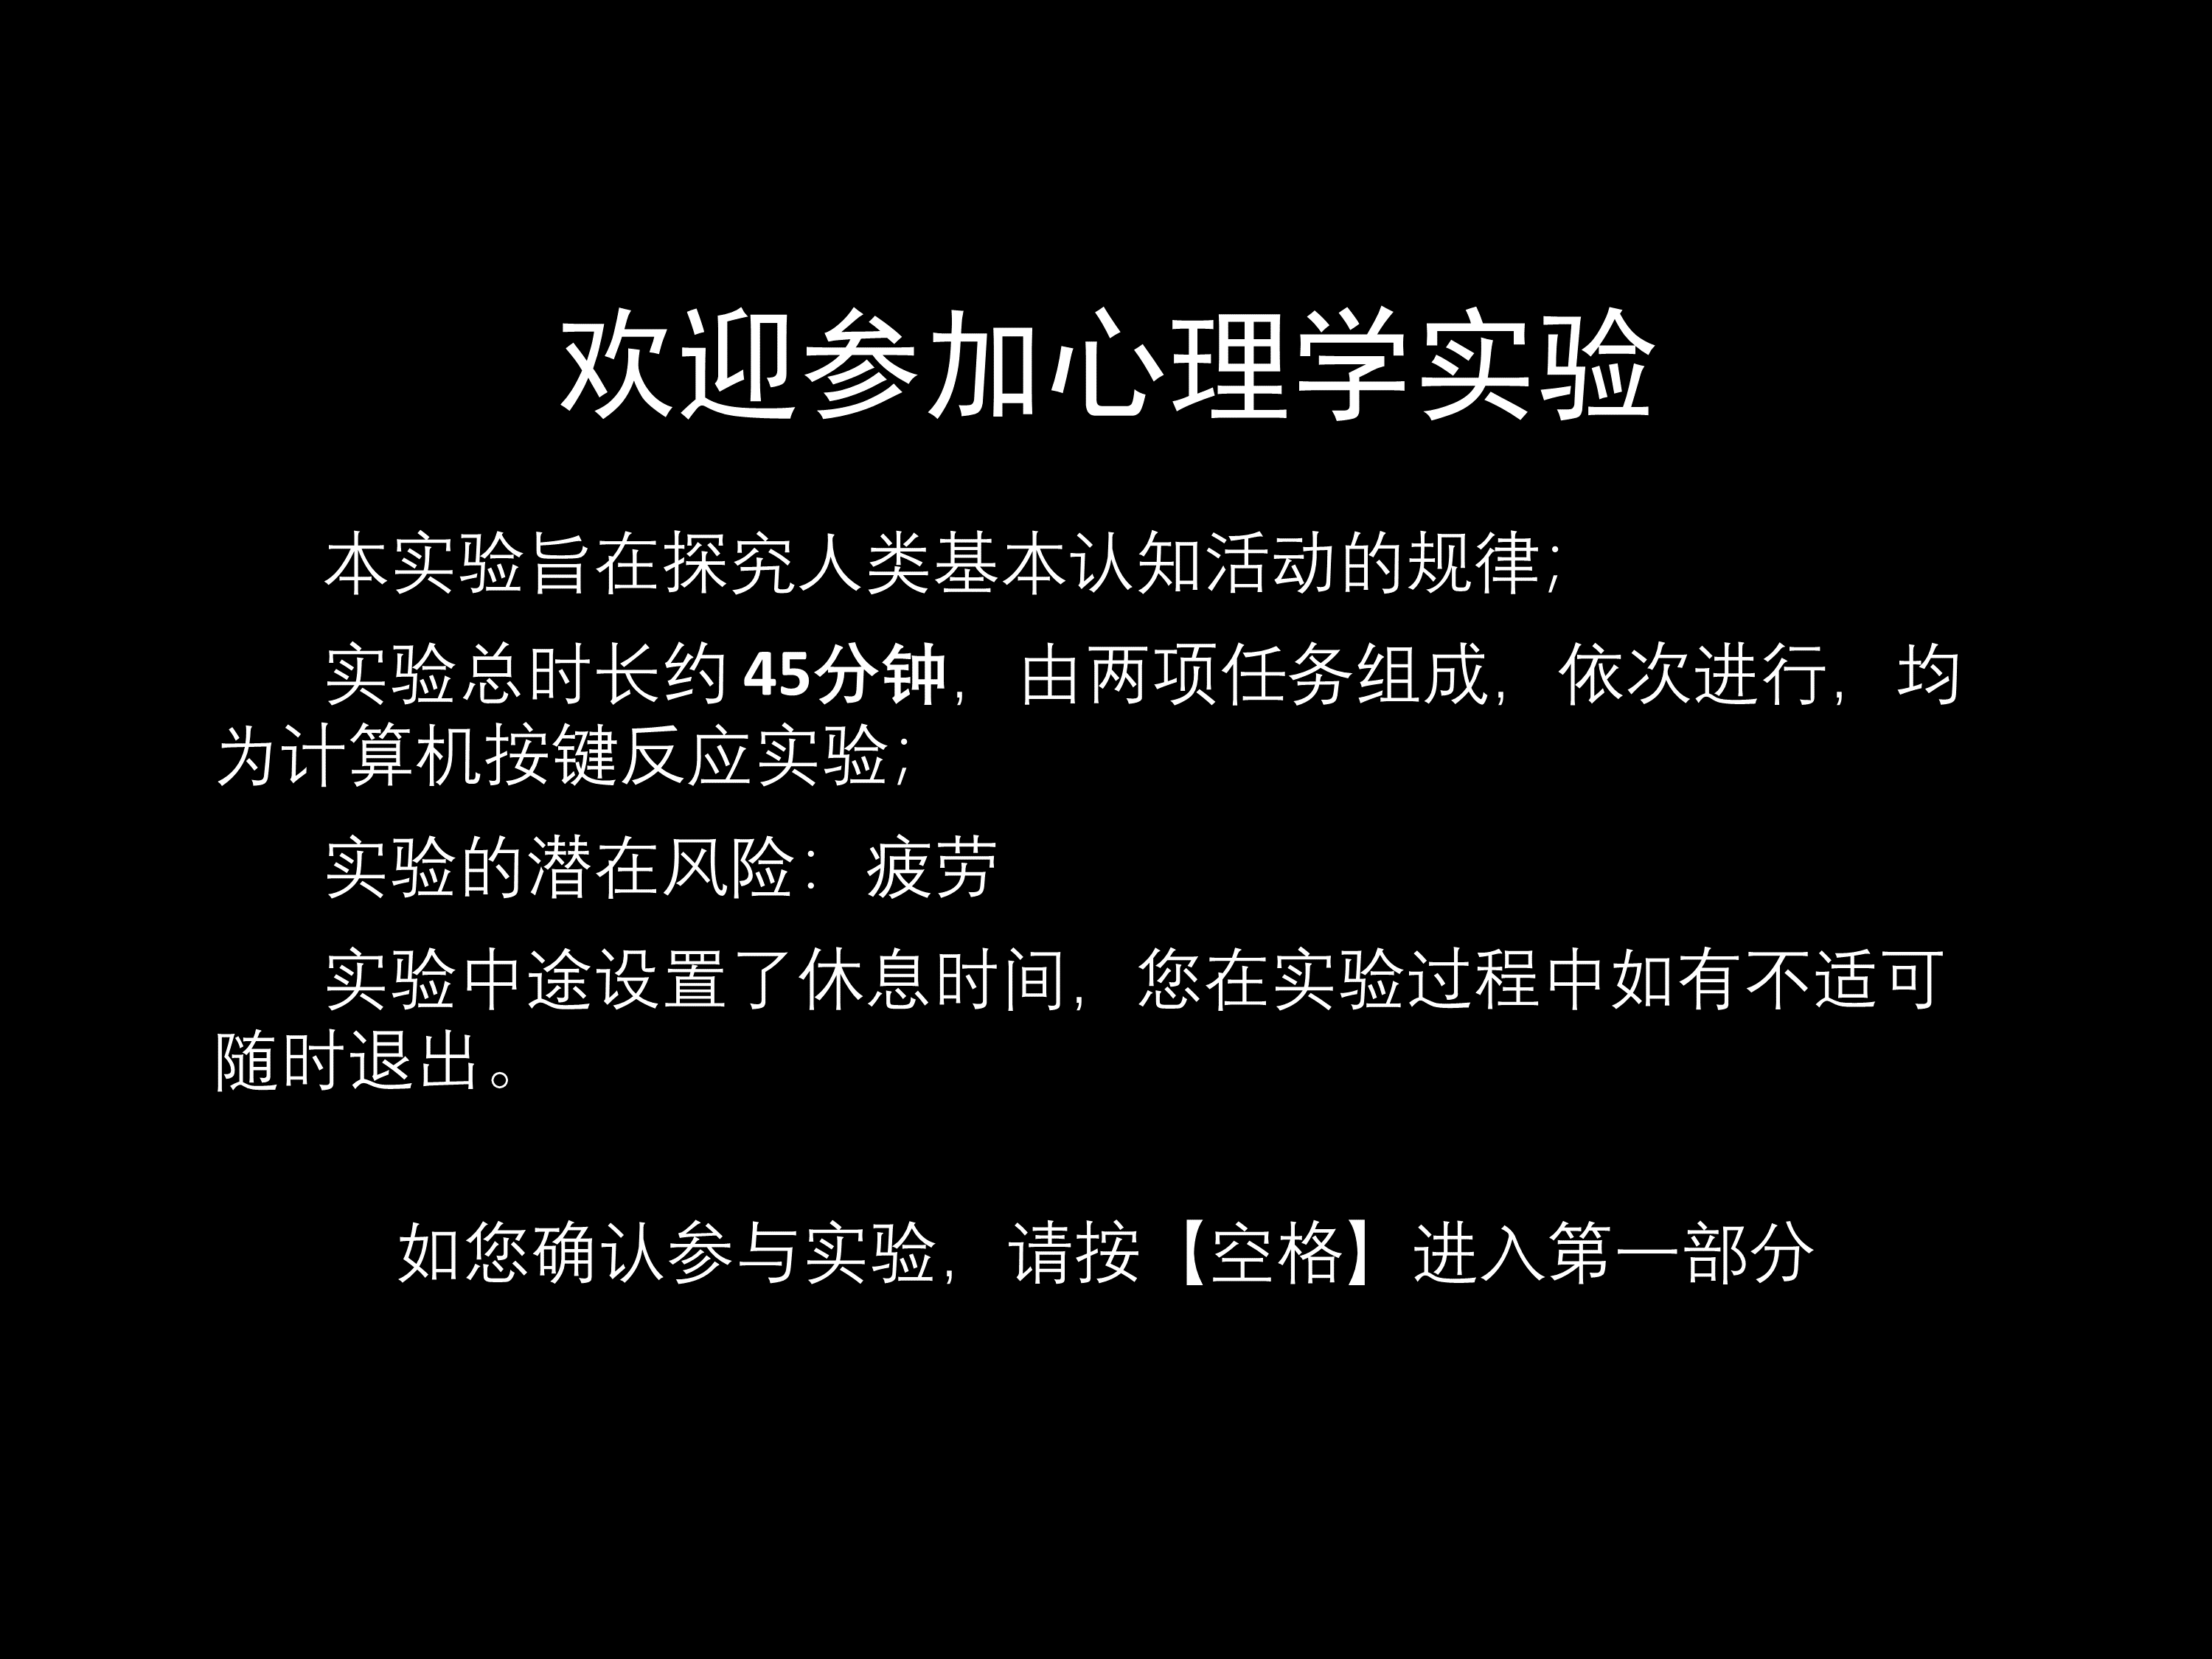 欢迎参加心理学实验
本实验旨在探究人类基本认知活动的规律；
实验总时长约45分钟，由两项任务组成，依次进行，均
为计算机按键反应实验；
实验的潜在风险：疲劳
实验中途设置了休息时间，您在实验过程中如有不适可
随时退出。
如您确认参与实验，请按【空格】进入第一部分